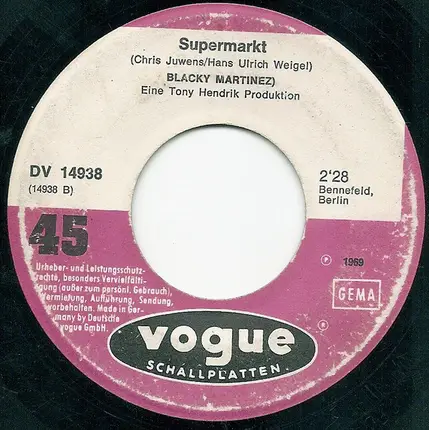 Supermarkt
(Chris Juwens/Hans Ulrich Weigel)
BLACKY MARTINEZ)
Eine Tony Hendrik Produktion
DV 14938
(14938 B)
2'28
Bennefeld,
Berlin
45
Urheber- und Leistungsschutz-
rechte, besonders Vervielfälti-
gung (außer zum persönl. Gebrauch),
Vermietung, Aufführung, Sendung,
vorbehalten. Made in Ger-
many by Deutsche
vogue GmbH.
℗ 1969
GEMA
vogue
SCHALLPLATTEN
P